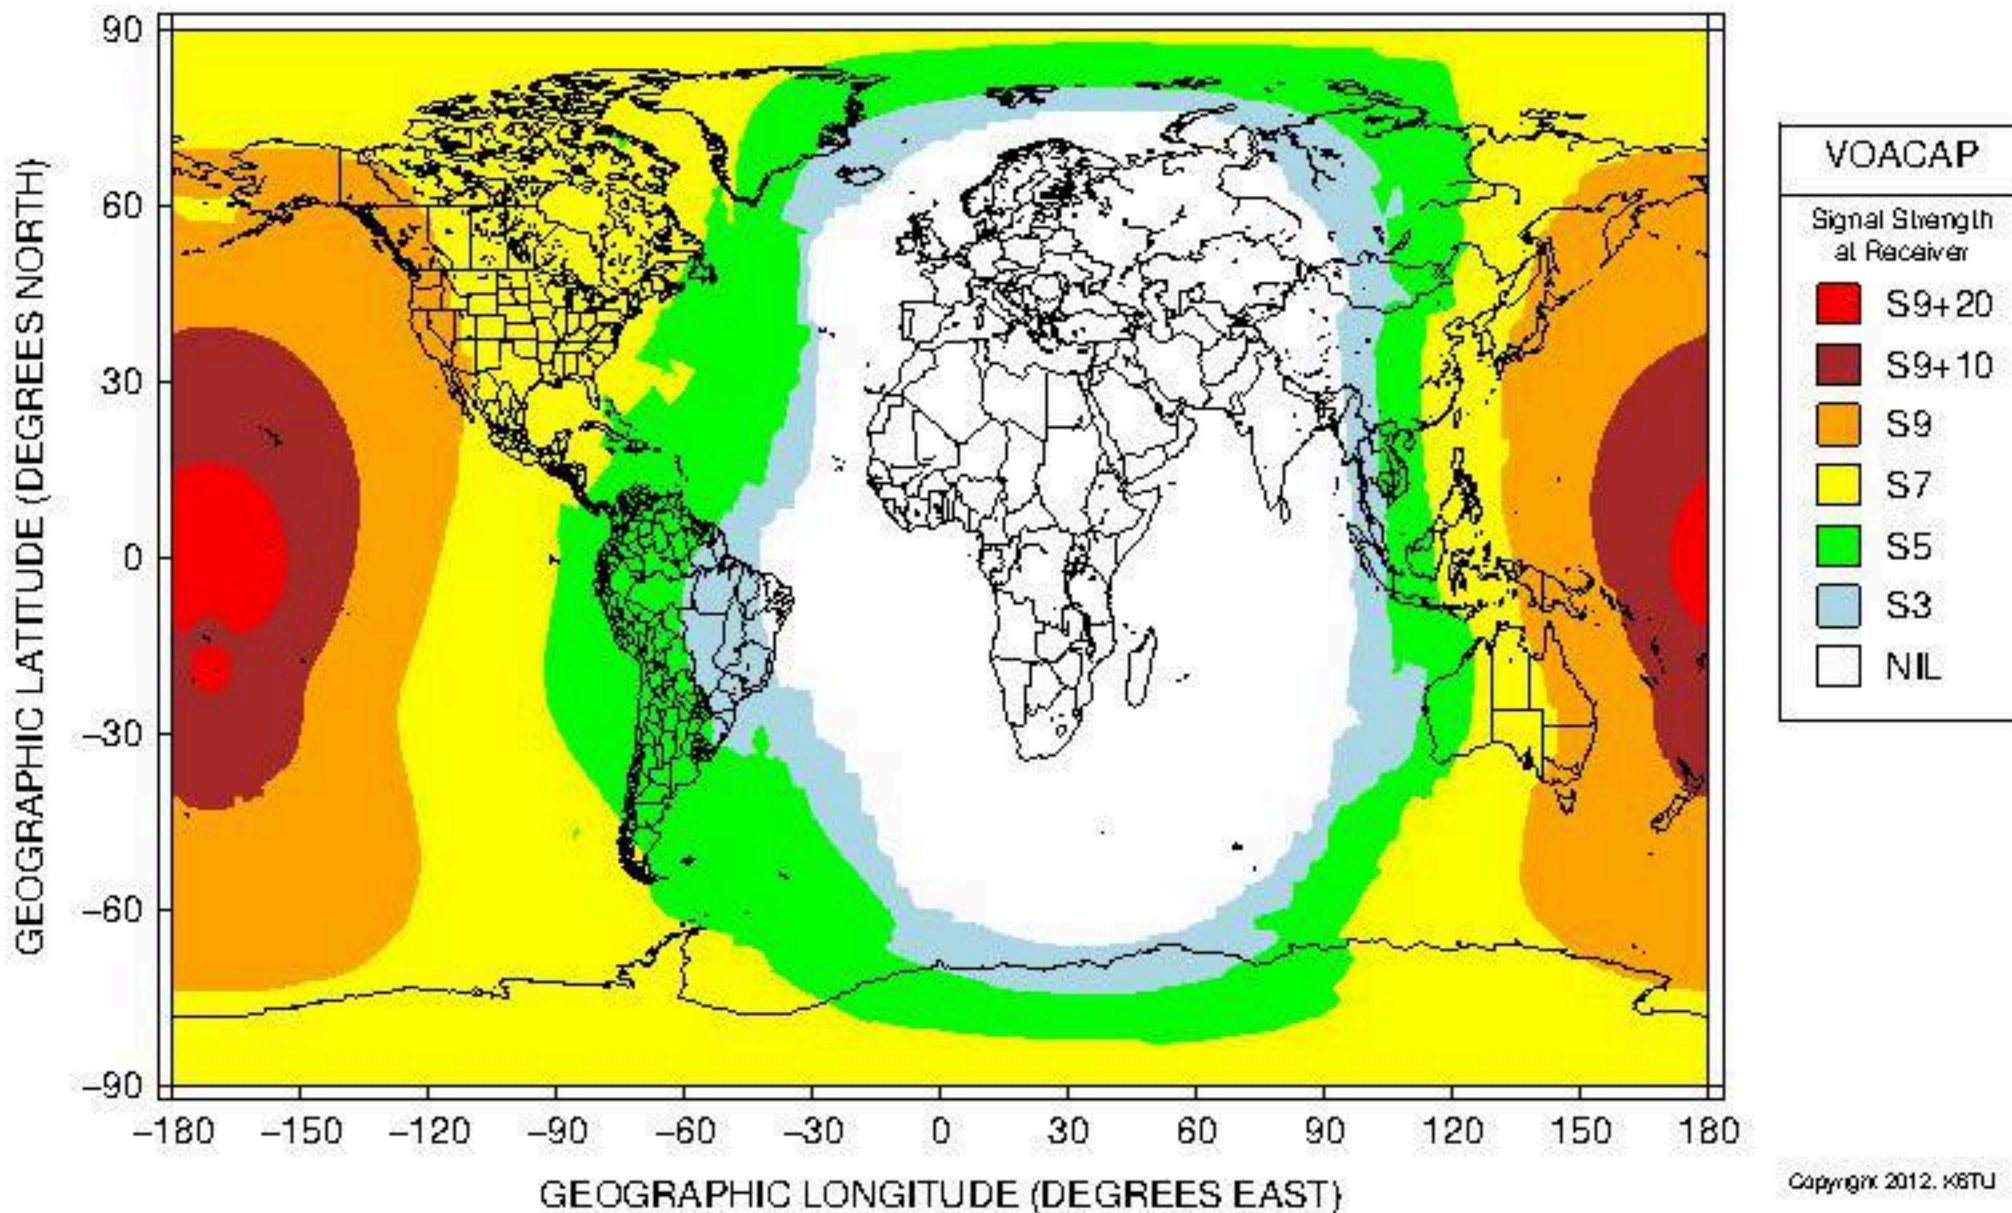 90
60
30
0
−30
−60
−90
GEOGRAPHIC LATITUDE (DEGREES NORTH)
−180 −150 −120 −90 −60 −30 0 30 60 90 120 150 180
GEOGRAPHIC LONGITUDE (DEGREES EAST)
VOACAP
Signal Strength
at Receiver
S9+20
S9+10
S9
S7
S5
S3
NIL
Copyright 2012, K6TU